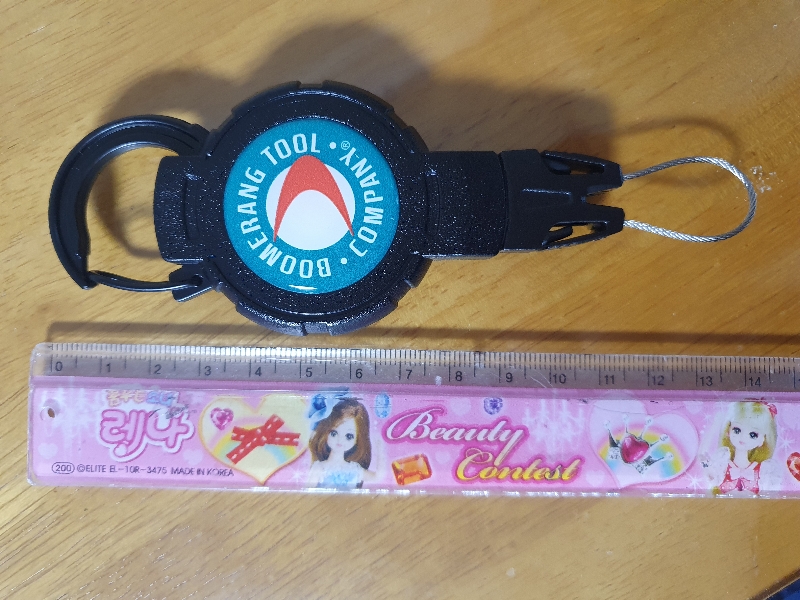 BOOMERANG TOOL • COMPANY® •
0 1 2 3 4 5 6 7 8 9 10 11 12 13 14
레나
Beauty
Contest
200 ©ELITE EL-10R-3475 MADE IN KOREA